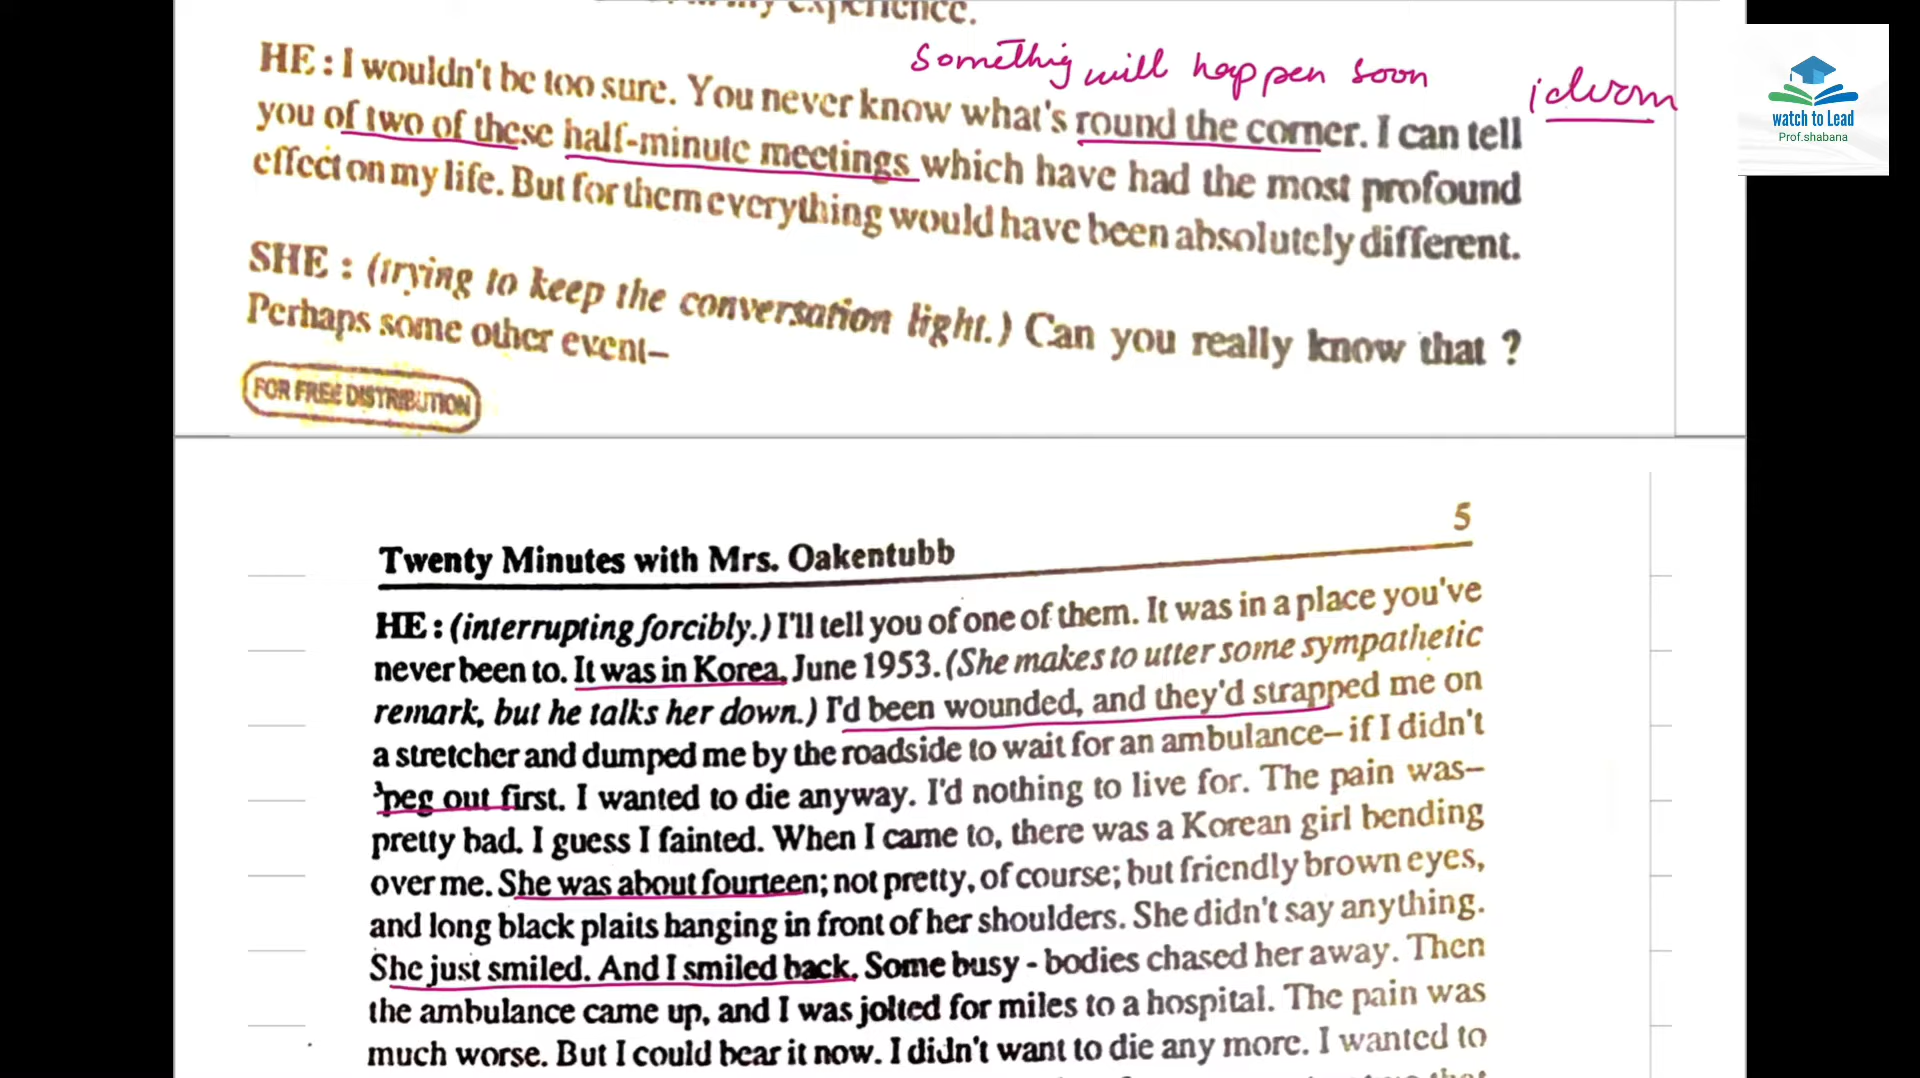 my experience.
something will happen soon
idiom
HE : I wouldn't be too sure. You never know what's round the corner. I can tell
you of two of these half-minute meetings which have had the most profound
effect on my life. But for them everything would have been absolutely different.
SHE : (trying to keep the conversation light.) Can you really know that ?
Perhaps some other event–
FOR FREE DISTRIBUTION
watch to Lead
Prof.shabana
5
Twenty Minutes with Mrs. Oakentubb
HE : (interrupting forcibly.) I'll tell you of one of them. It was in a place you've
never been to. It was in Korea, June 1953. (She makes to utter some sympathetic
remark, but he talks her down.) I'd been wounded, and they'd strapped me on
a stretcher and dumped me by the roadside to wait for an ambulance– if I didn't
'peg out first. I wanted to die anyway. I'd nothing to live for. The pain was–
pretty bad. I guess I fainted. When I came to, there was a Korean girl bending
over me. She was about fourteen; not pretty, of course; but friendly brown eyes,
and long black plaits hanging in front of her shoulders. She didn't say anything.
She just smiled. And I smiled back. Some busy - bodies chased her away. Then
the ambulance came up, and I was jolted for miles to a hospital. The pain was
much worse. But I could bear it now. I didn't want to die any more. I wanted to
that